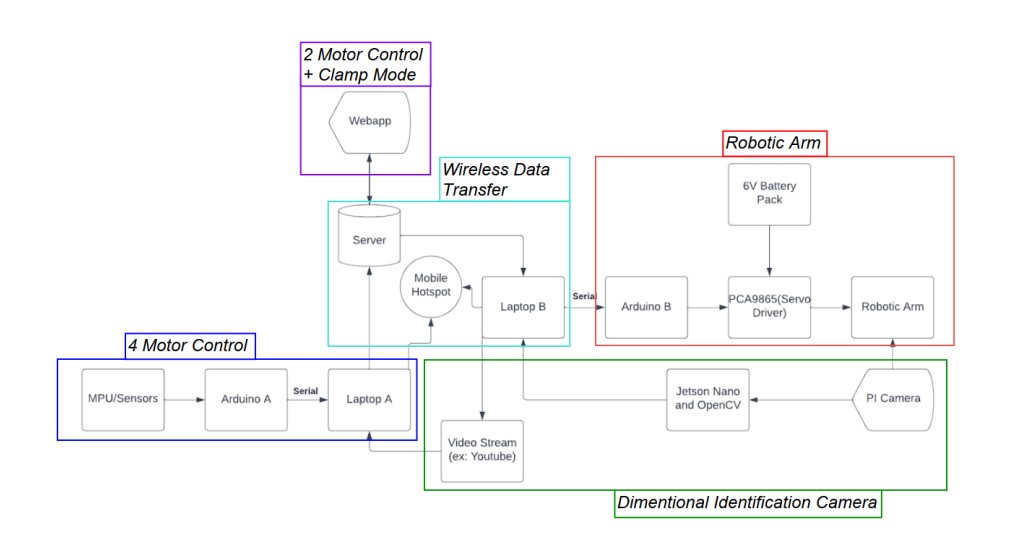 2 Motor Control
+ Clamp Mode
Webapp
Wireless Data
Transfer
Robotic Arm
6V Battery
Pack
Server
Mobile
Hotspot
Laptop B
Serial
Arduino B
PCA9865(Servo
Driver)
Robotic Arm
4 Motor Control
MPU/Sensors
Arduino A
Serial
Laptop A
Jetson Nano
and OpenCV
PI Camera
Video Stream
(ex: Youtube)
Dimentional Identification Camera